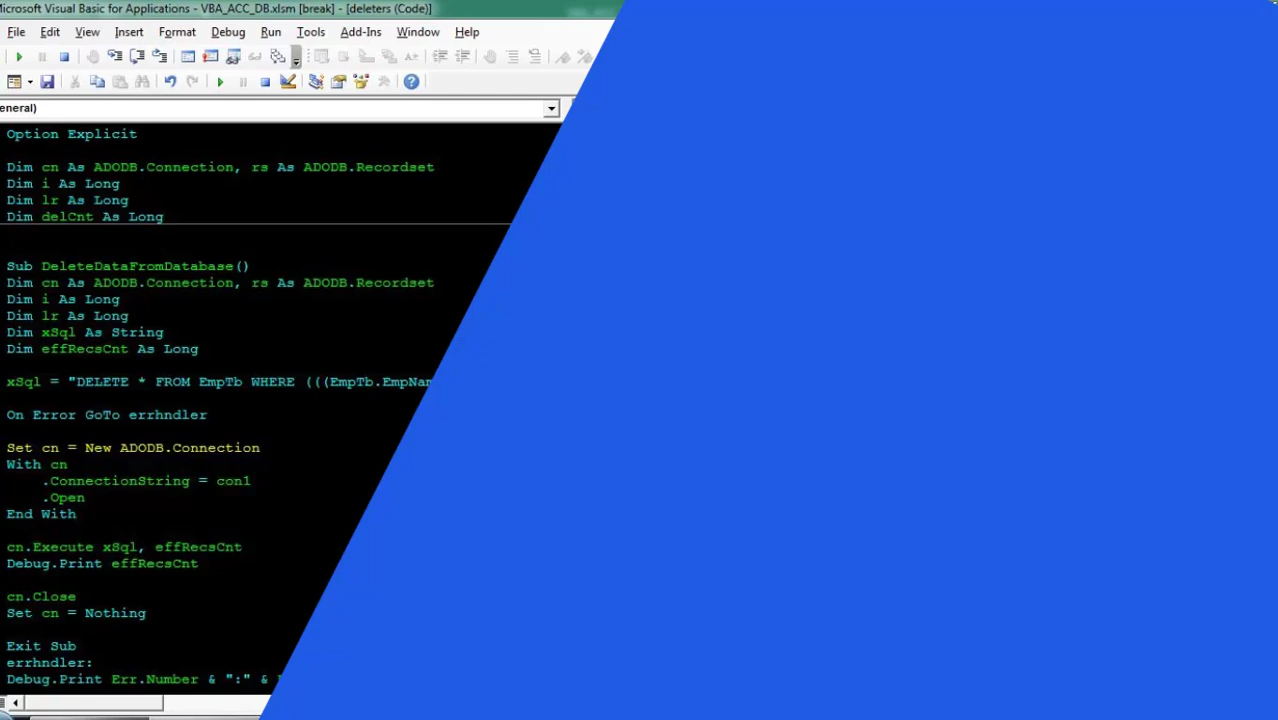 Microsoft Visual Basic for Applications - VBA_ACC_DB.xlsm [break] - [deleters (Code)]
File Edit View Insert Format Debug Run Tools Add-Ins Window Help
eneral)
Option Explicit
Dim cn As ADODB.Connection, rs As ADODB.Recordset
Dim i As Long
Dim lr As Long
Dim delCnt As Long
Sub DeleteDataFromDatabase()
Dim cn As ADODB.Connection, rs As ADODB.Recordset
Dim i As Long
Dim lr As Long
Dim xSql As String
Dim effRecsCnt As Long
xSql = "DELETE * FROM EmpTb WHERE (((EmpTb.EmpNam
On Error GoTo errhndler
Set cn = New ADODB.Connection
With cn
    .ConnectionString = con1
    .Open
End With
cn.Execute xSql, effRecsCnt
Debug.Print effRecsCnt
cn.Close
Set cn = Nothing
Exit Sub
errhndler:
Debug.Print Err.Number & ":" &